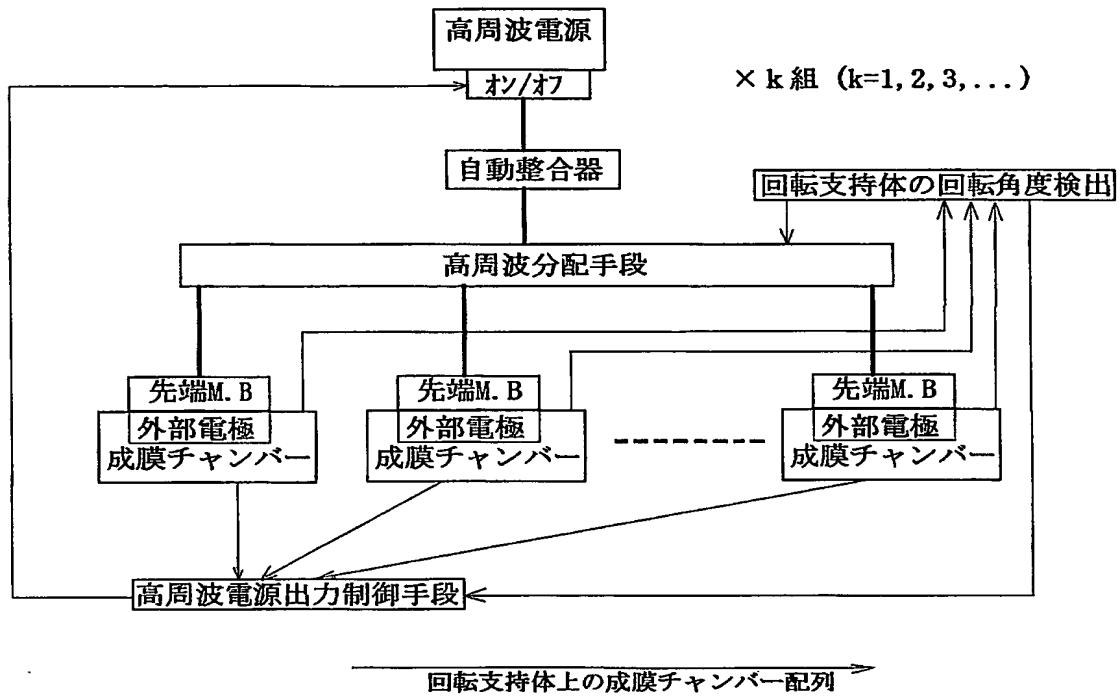 高周波電源
オン/オフ
× k 組 (k=1, 2, 3, ...)
自動整合器
回転支持体の回転角度検出
高周波分配手段
先端M. B
先端M. B
先端M. B
外部電極
外部電極
外部電極
成膜チャンバー
成膜チャンバー
成膜チャンバー
高周波電源出力制御手段
回転支持体上の成膜チャンバー配列